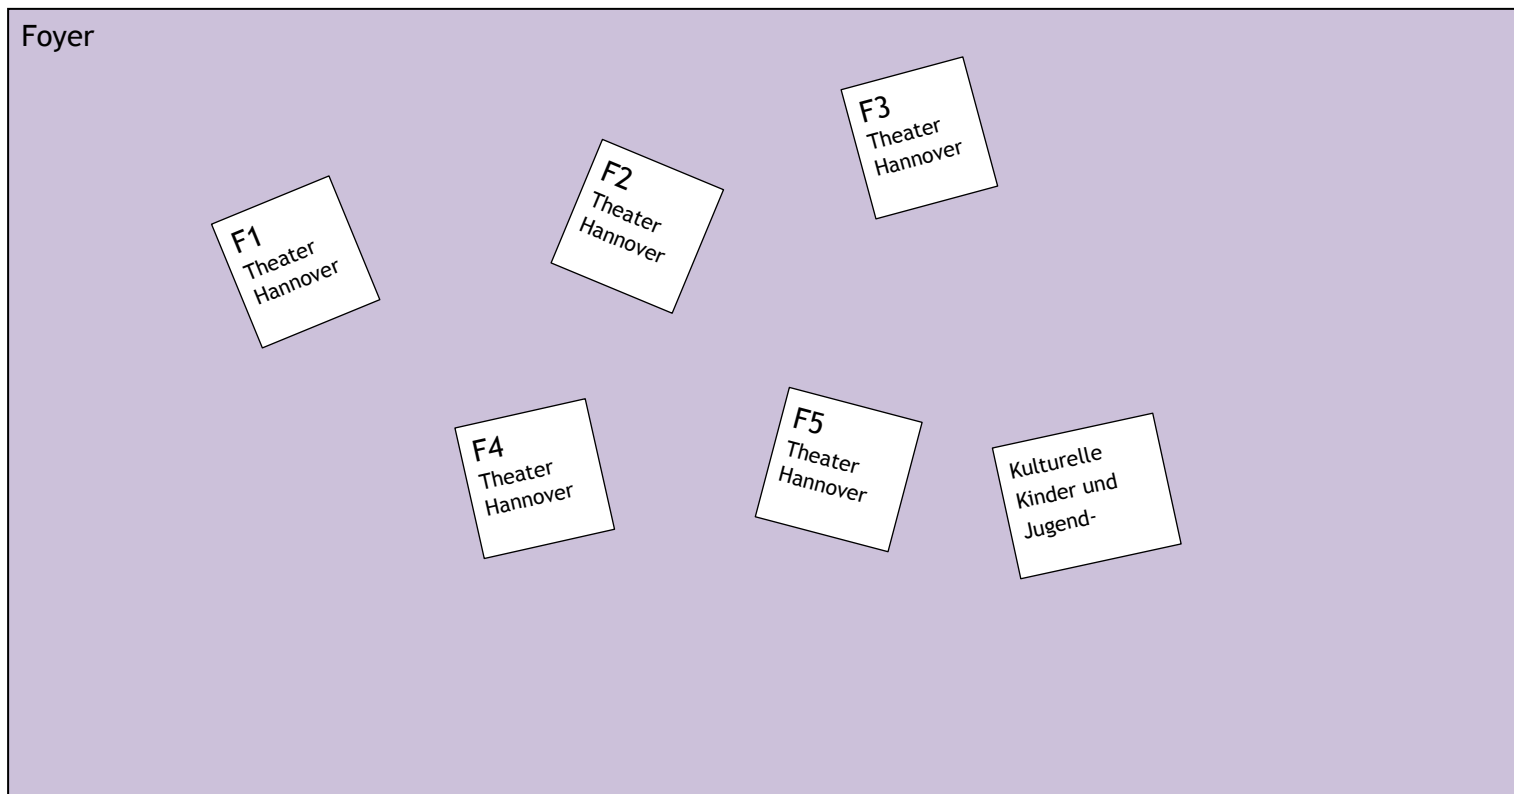 Foyer
F1
Theater
Hannover
F2
Theater
Hannover
F3
Theater
Hannover
F4
Theater
Hannover
F5
Theater
Hannover
Kulturelle
Kinder und
Jugend-